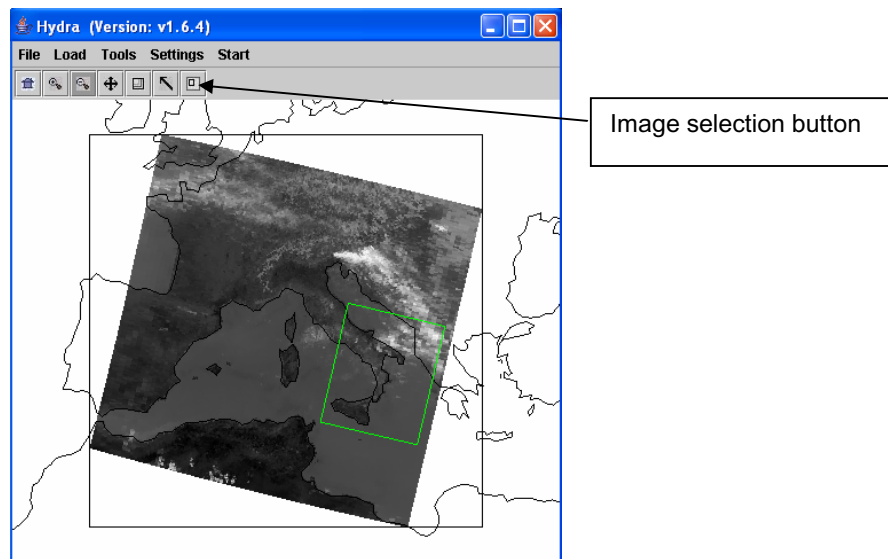 Hydra (Version: v1.6.4)
File Load Tools Settings Start
Image selection button